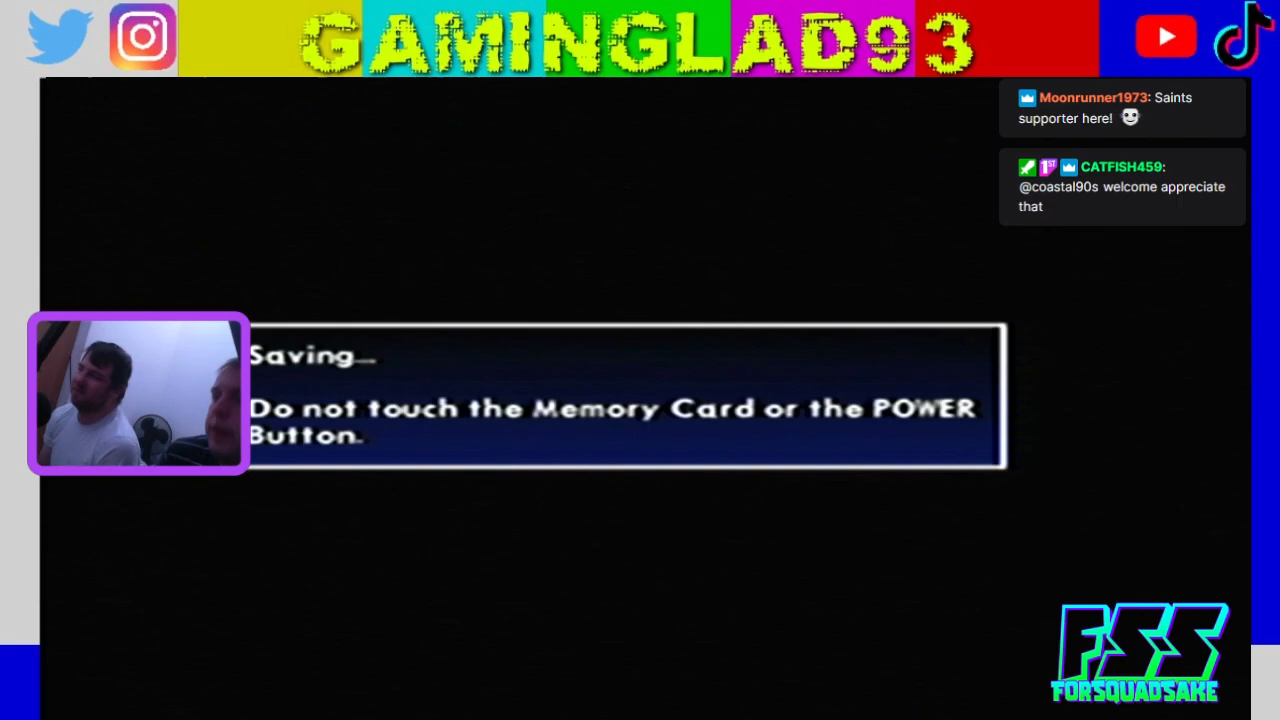 GAMINGLAD93
Moonrunner1973: Saints
supporter here!
1ST CATFISH459:
@coastal90s welcome appreciate
that
Saving...
Do not touch the Memory Card or the POWER
Button.
FSS
FORSQUADSAKE